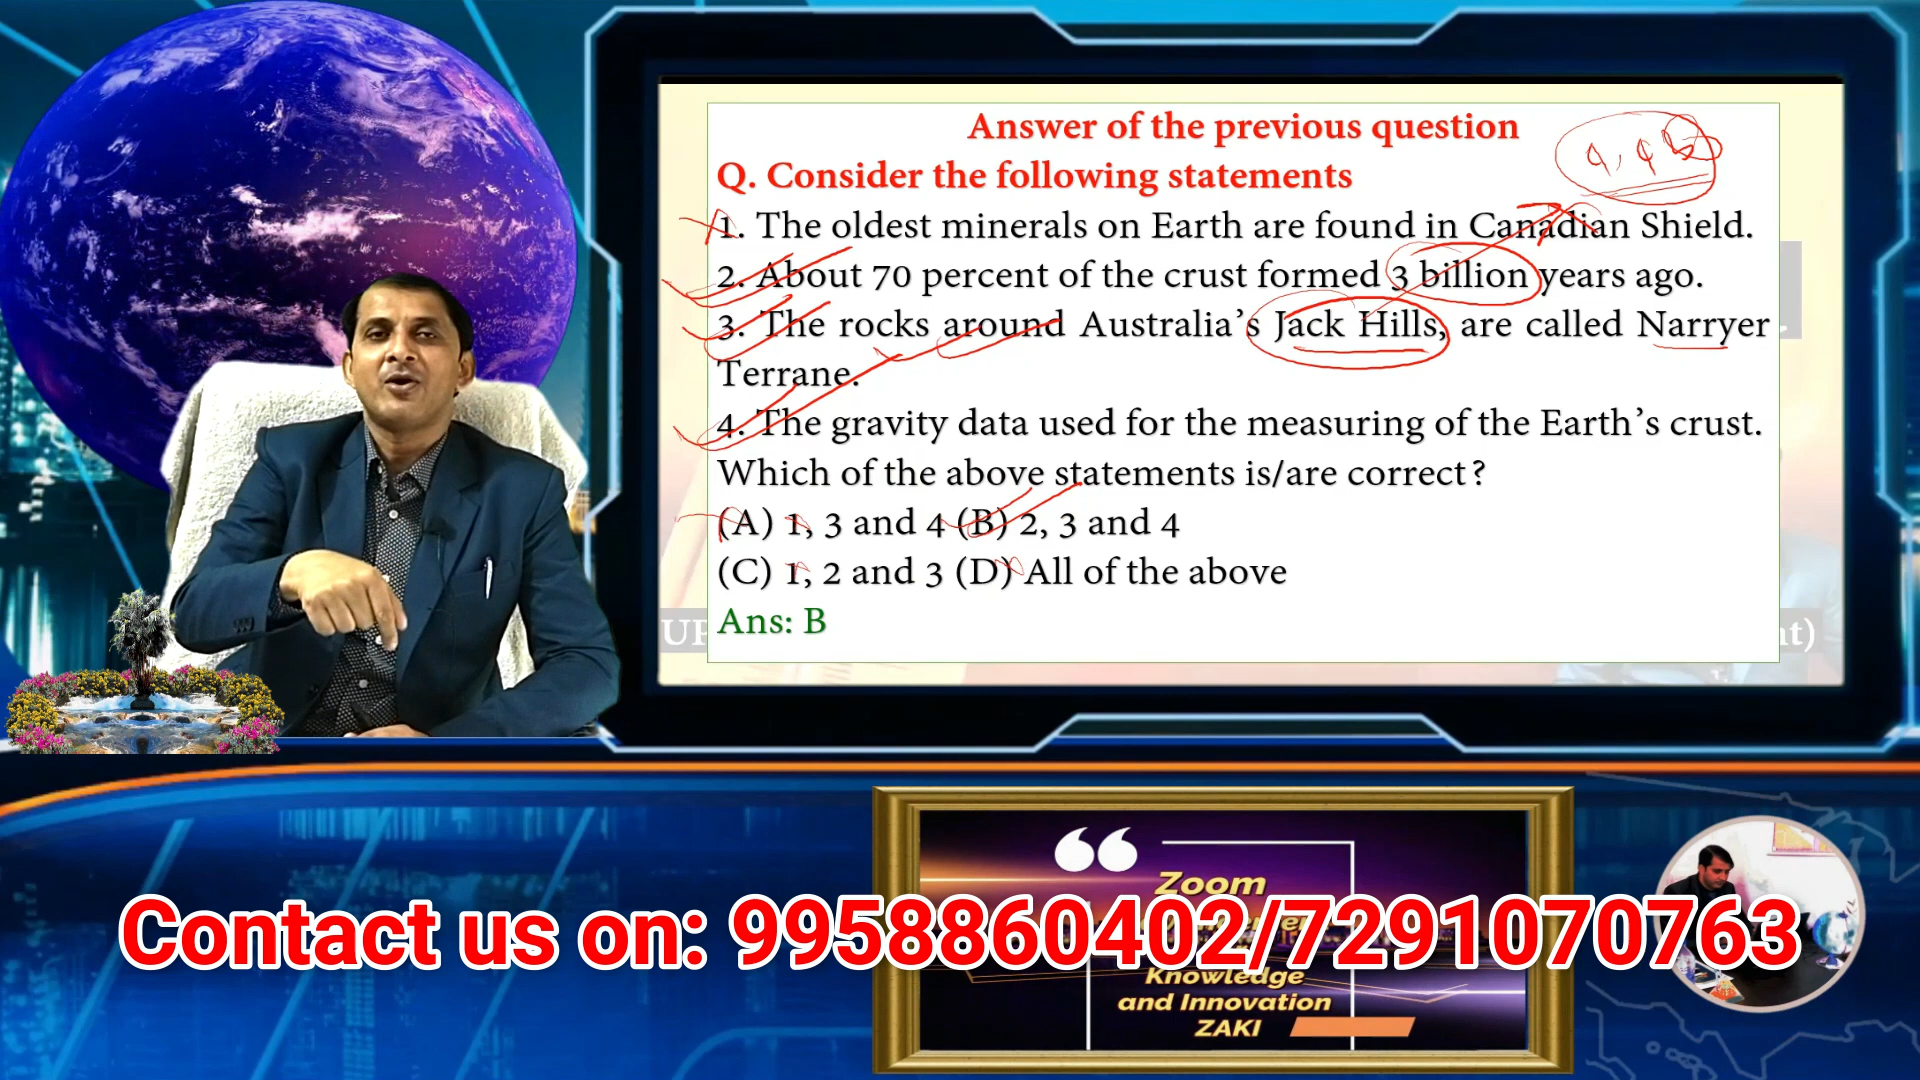 Answer of the previous question
Q. Consider the following statements
1. The oldest minerals on Earth are found in Canadian Shield.
2. About 70 percent of the crust formed 3 billion years ago.
3. The rocks around Australia's Jack Hills, are called Narryer
Terrane.
4. The gravity data used for the measuring of the Earth's crust.
Which of the above statements is/are correct?
(A) 1, 3 and 4 (B) 2, 3 and 4
(C) 1, 2 and 3 (D) All of the above
Ans: B
Zoom
Contact us on: 9958860402/7291070763
Knowledge
and Innovation
ZAKI